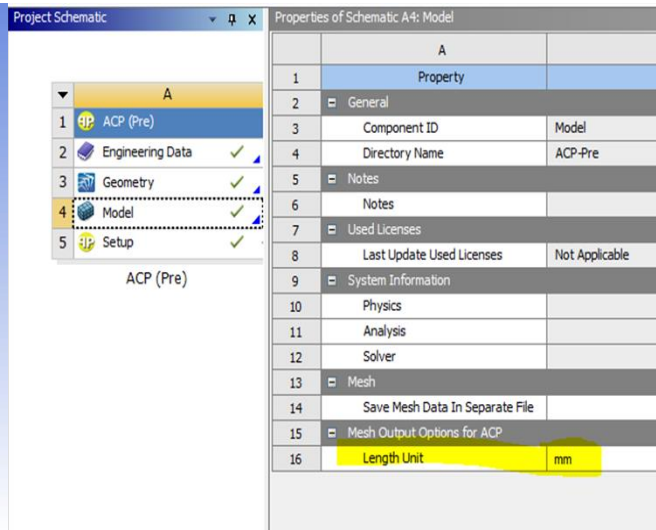 Project Schematic
A
1 ACP (Pre)
2 Engineering Data
3 Geometry
4 Model
5 Setup
ACP (Pre)
Properties of Schematic A4: Model
A
1 Property
2 General
3 Component ID Model
4 Directory Name ACP-Pre
5 Notes
6 Notes
7 Used Licenses
8 Last Update Used Licenses Not Applicable
9 System Information
10 Physics
11 Analysis
12 Solver
13 Mesh
14 Save Mesh Data In Separate File
15 Mesh Output Options for ACP
16 Length Unit mm